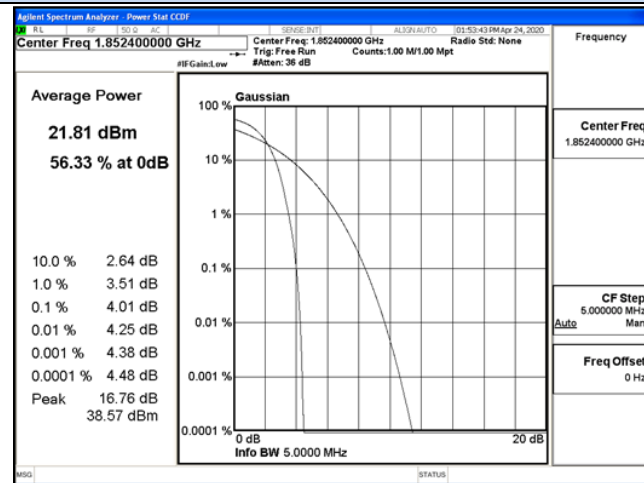 Agilent Spectrum Analyzer - Power Stat CCDF
RL RF 50 Ω AC SENSE:INT ALIGN AUTO 01:53:43 PM Apr 24, 2020
Center Freq 1.852400000 GHz
Center Freq: 1.852400000 GHz Radio Std: None
Trig: Free Run Counts:1.00 M/1.00 Mpt
#IFGain:Low #Atten: 36 dB
Frequency
Average Power
21.81 dBm
56.33 % at 0dB
10.0 % 2.64 dB
1.0 % 3.51 dB
0.1 % 4.01 dB
0.01 % 4.25 dB
0.001 % 4.38 dB
0.0001 % 4.48 dB
Peak 16.76 dB
38.57 dBm
Gaussian
100 %
10 %
1 %
0.1 %
0.01 %
0.001 %
0.0001 %
0 dB 20 dB
Info BW 5.0000 MHz
Center Freq
1.852400000 GHz
CF Step
5.000000 MHz
Auto Man
Freq Offset
0 Hz
MSG STATUS